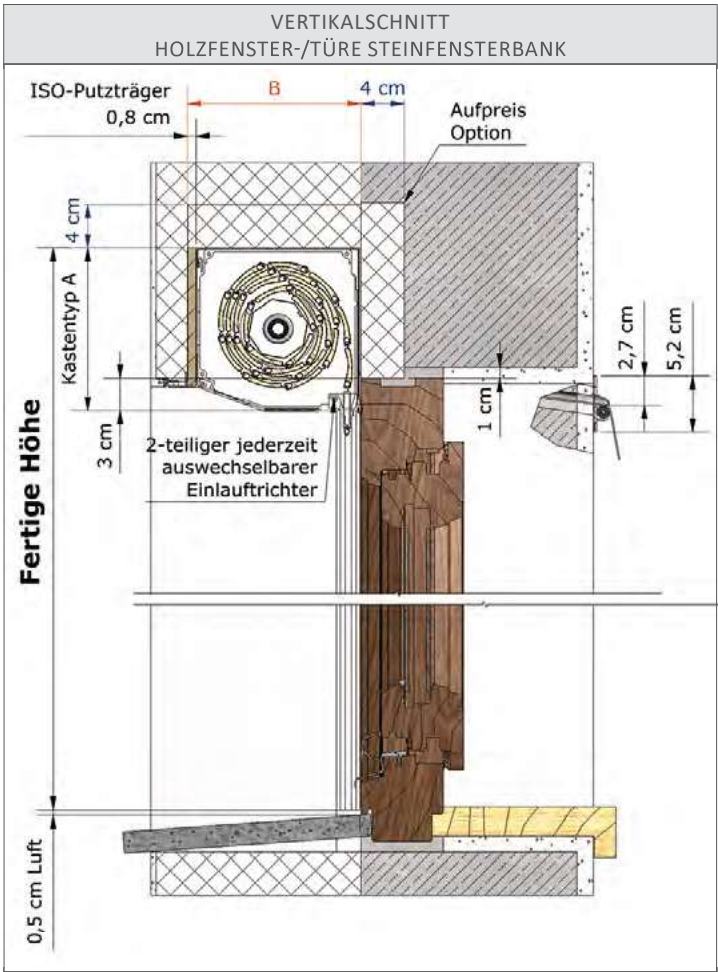 VERTIKALSCHNITT
HOLZFENSTER-/TÜRE STEINFENSTERBANK
ISO-Putzträger
0,8 cm
B
4 cm
Aufpreis
Option
4 cm
Kastentyp A
3 cm
Fertige Höhe
2-teiliger jederzeit
auswechselbarer
Einlauftrichter
1 cm
2,7 cm
5,2 cm
0,5 cm Luft